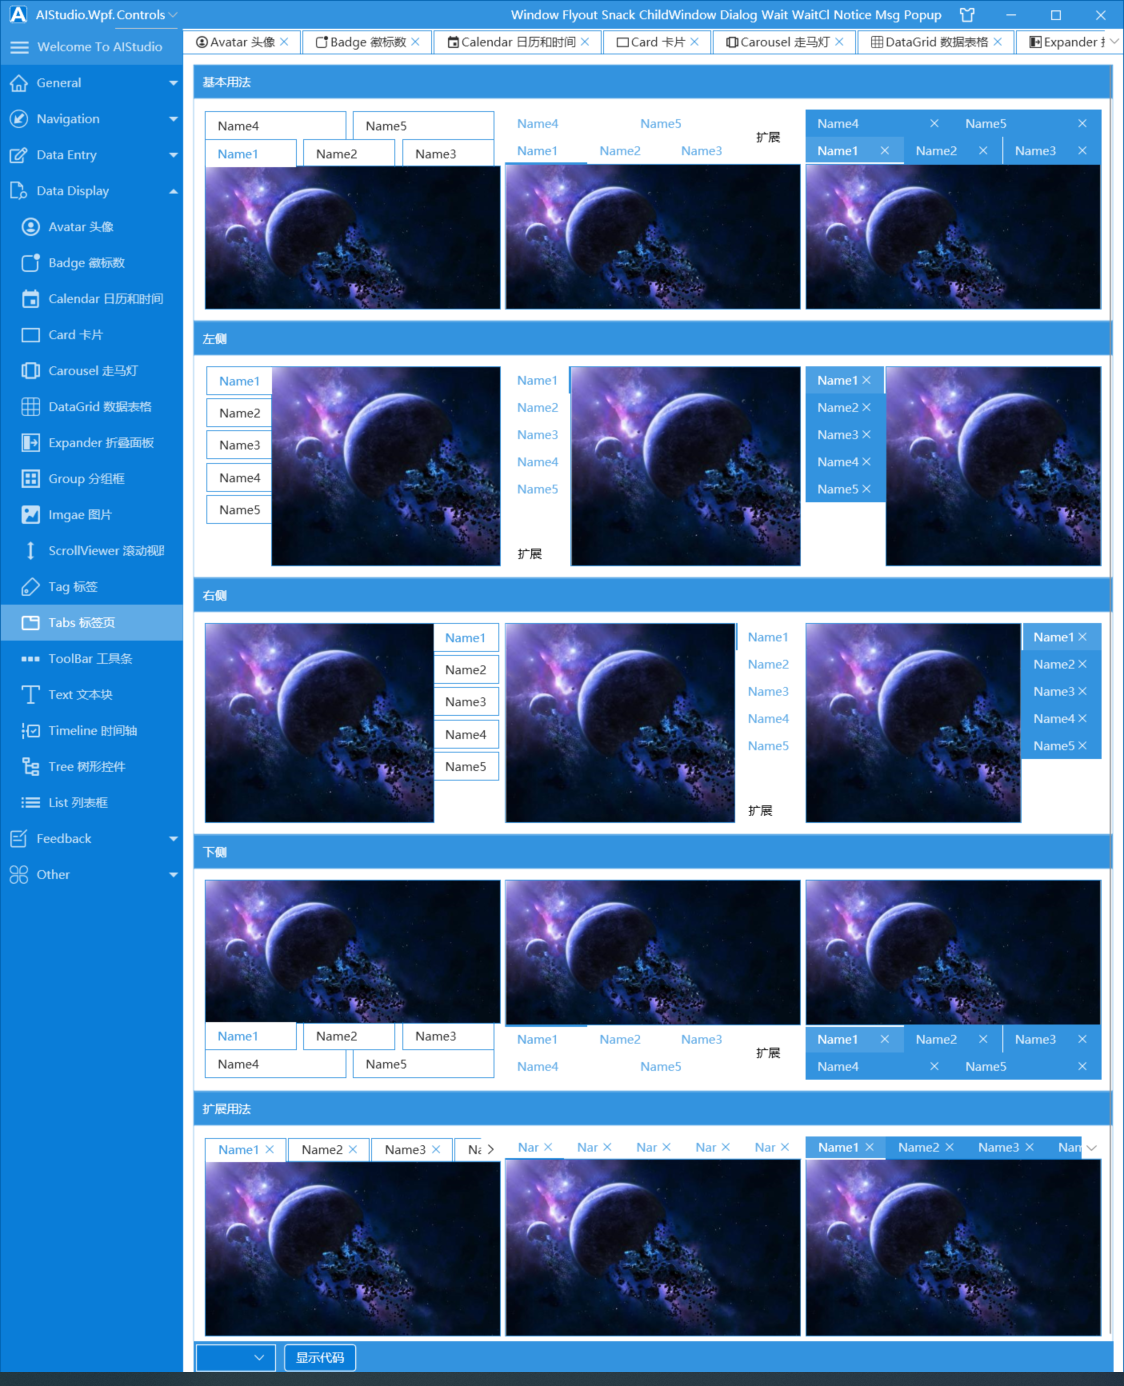 AIStudio.Wpf.Controls
Window Flyout Snack ChildWindow Dialog Wait WaitCl Notice Msg Popup
Welcome To AIStudio
General
Navigation
Data Entry
Data Display
Avatar 头像
Badge 徽标数
Calendar 日历和时间
Card 卡片
Carousel 走马灯
DataGrid 数据表格
Expander 折叠面板
Group 分组框
Imgae 图片
ScrollViewer 滚动视图
Tag 标签
Tabs 标签页
ToolBar 工具条
Text 文本块
Timeline 时间轴
Tree 树形控件
List 列表框
Feedback
Other
Avatar 头像 Badge 徽标数 Calendar 日历和时间 Card 卡片 Carousel 走马灯 DataGrid 数据表格 Expander
基本用法
Name4 Name5
Name1 Name2 Name3
Name4 Name5
Name1 Name2 Name3
扩展
Name4 Name5
Name1 Name2 Name3
左侧
Name1
Name2
Name3
Name4
Name5
Name1
Name2
Name3
Name4
Name5
扩展
Name1
Name2
Name3
Name4
Name5
右侧
Name1
Name2
Name3
Name4
Name5
Name1
Name2
Name3
Name4
Name5
扩展
Name1
Name2
Name3
Name4
Name5
下侧
Name1 Name2 Name3
Name4 Name5
Name1 Name2 Name3
Name4 Name5
扩展
Name1 Name2 Name3
Name4 Name5
扩展用法
Name1 Name2 Name3 Na
Nar Nar Nar Nar Nar
Name1 Name2 Name3 Nam
显示代码